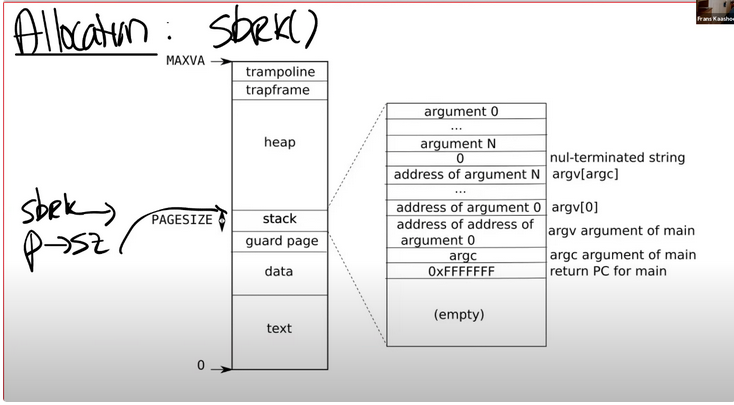 Allocation: sbrk()
Frans Kaashoe
MAXVA
trampoline
trapframe
heap
sbrk
p->sz
PAGESIZE
stack
guard page
data
text
0
argument 0
...
argument N
0
nul-terminated string
address of argument N
argv[argc]
...
address of argument 0
argv[0]
address of address of
argument 0
argv argument of main
argc
argc argument of main
0xFFFFFFF
return PC for main
(empty)